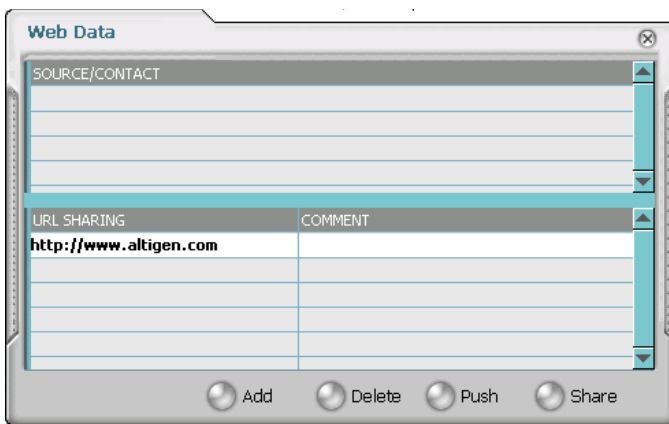 Web Data
SOURCE/CONTACT
URL SHARING COMMENT
http://www.altigen.com
Add Delete Push Share